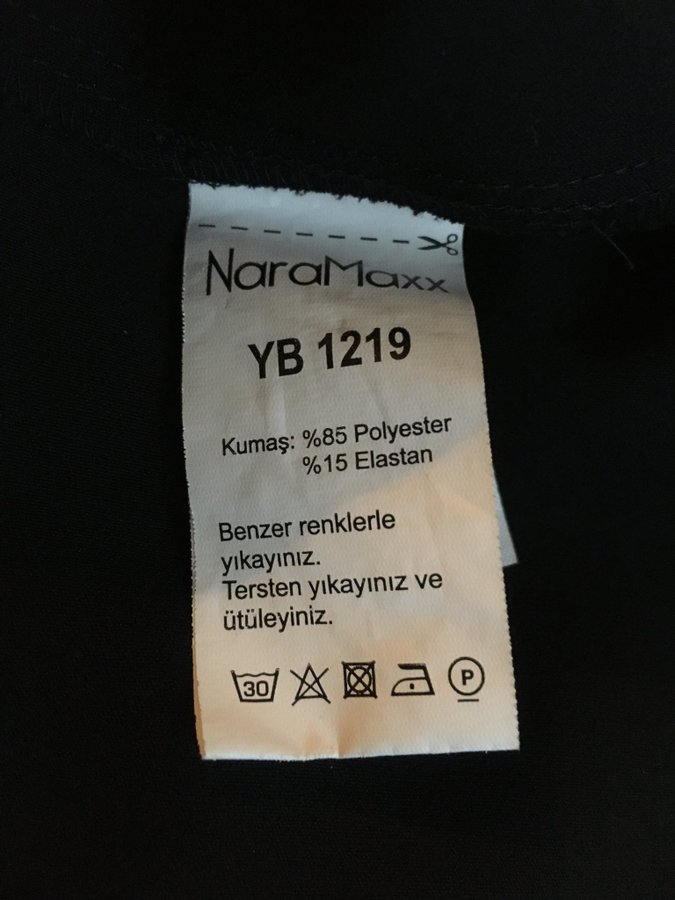 NaraMaxx
YB 1219
Kumaş: %85 Polyester
%15 Elastan
Benzer renklerle
yıkayınız.
Tersten yıkayınız ve
ütüleyiniz.
30 P